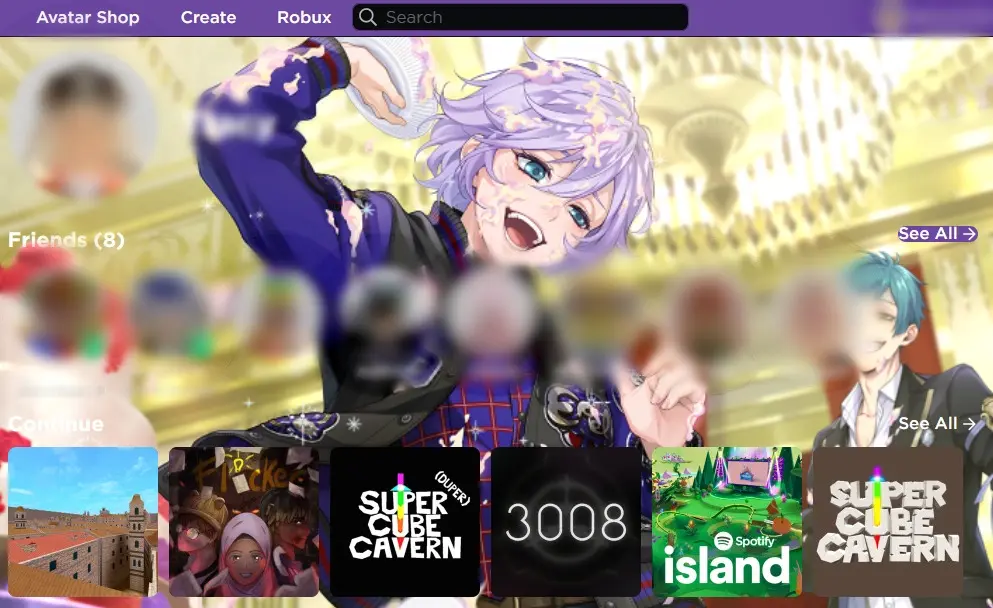 Avatar Shop Create Robux Search
Friends (8) See All →
Continue See All →
Flicker
SUPER
CUBE
CAVERN
(DUPER)
3008
Spotify
island
SUPER
CUBE
CAVERN